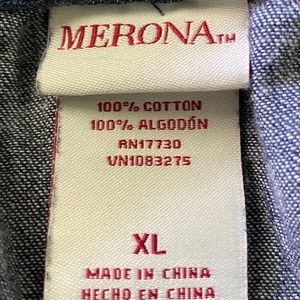 MERONA™
100% COTTON
100% ALGODÓN
RN17730
VN1083275
XL
MADE IN CHINA
HECHO EN CHINA